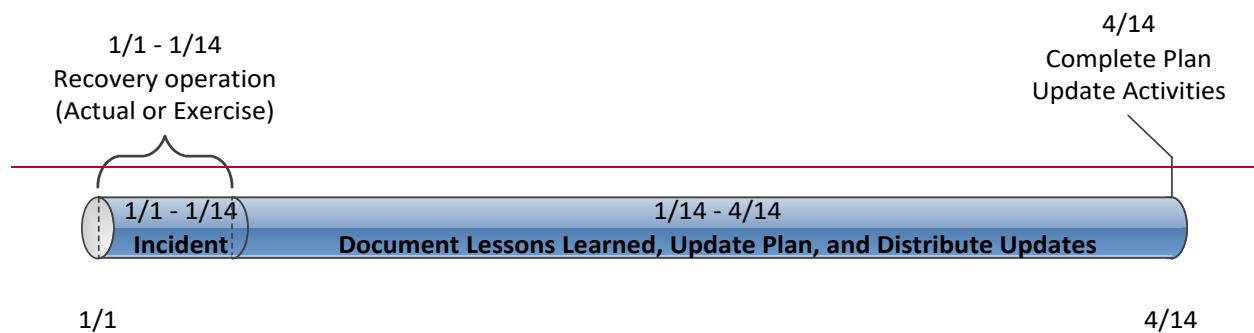 1/1 - 1/14
Recovery operation
(Actual or Exercise)
4/14
Complete Plan
Update Activities
1/1 - 1/14
Incident
1/14 - 4/14
Document Lessons Learned, Update Plan, and Distribute Updates
1/1
4/14